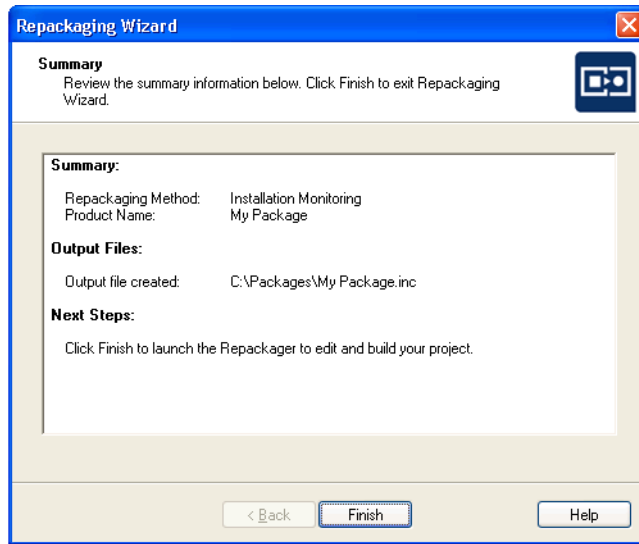 Repackaging Wizard
Summary
Review the summary information below. Click Finish to exit Repackaging
Wizard.
Summary:
Repackaging Method: Installation Monitoring
Product Name: My Package
Output Files:
Output file created: C:\Packages\My Package.inc
Next Steps:
Click Finish to launch the Repackager to edit and build your project.
< Back Finish Help